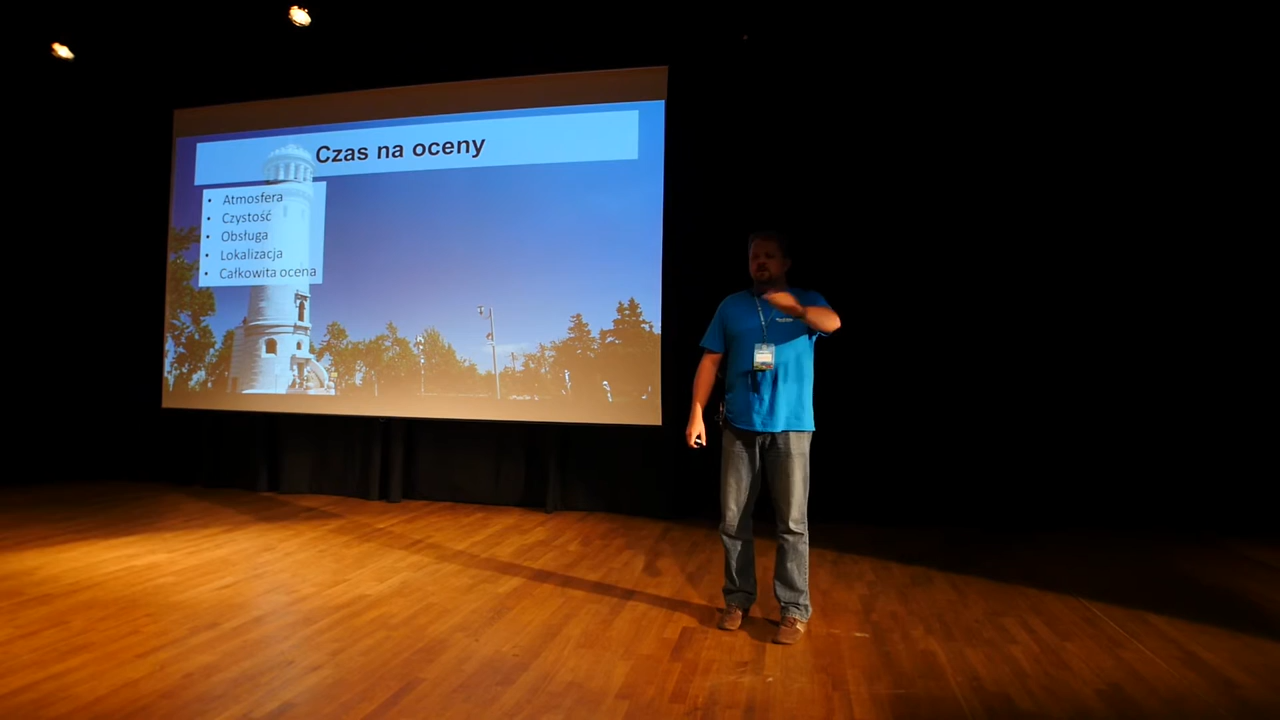 Czas na oceny
• Atmosfera
• Czystość
• Obsługa
• Lokalizacja
• Całkowita ocena